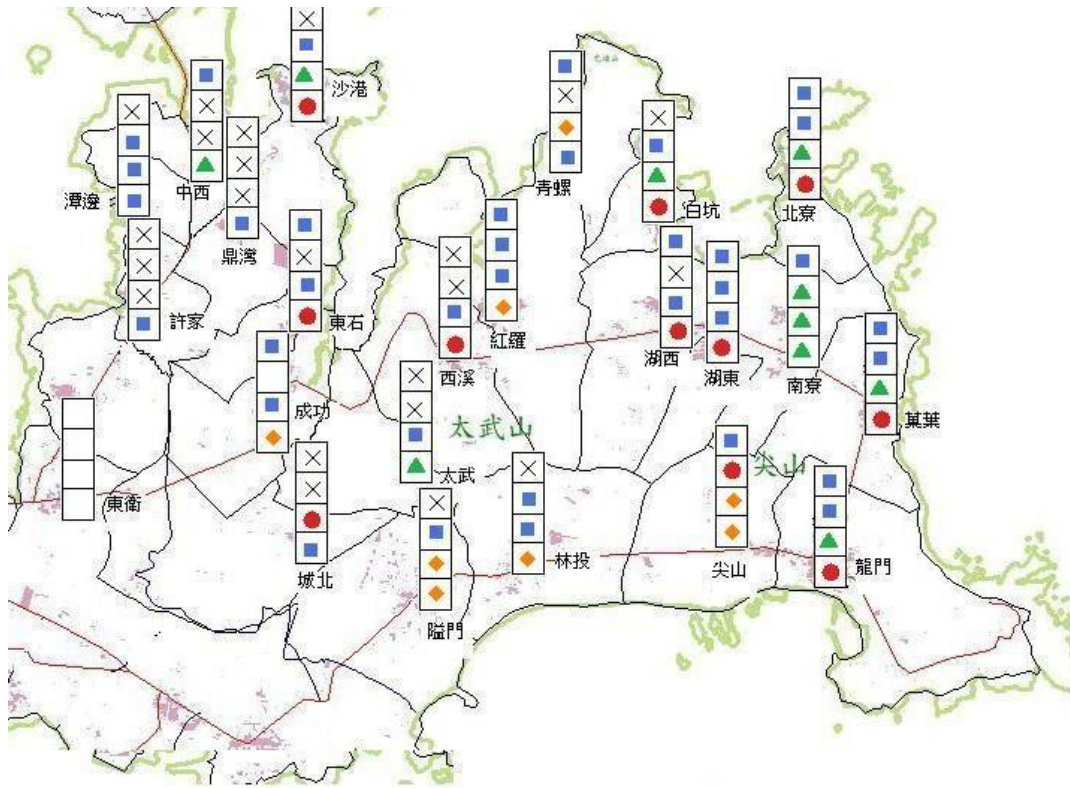 沙港
青螺
潭邊
中西
白坑
北寮
鼎灣
許家
東石
紅羅
西溪
湖西
湖東
南寮
成功
太武山
菓葉
太武
尖山
東衛
城北
林投
尖山
龍門
隘門